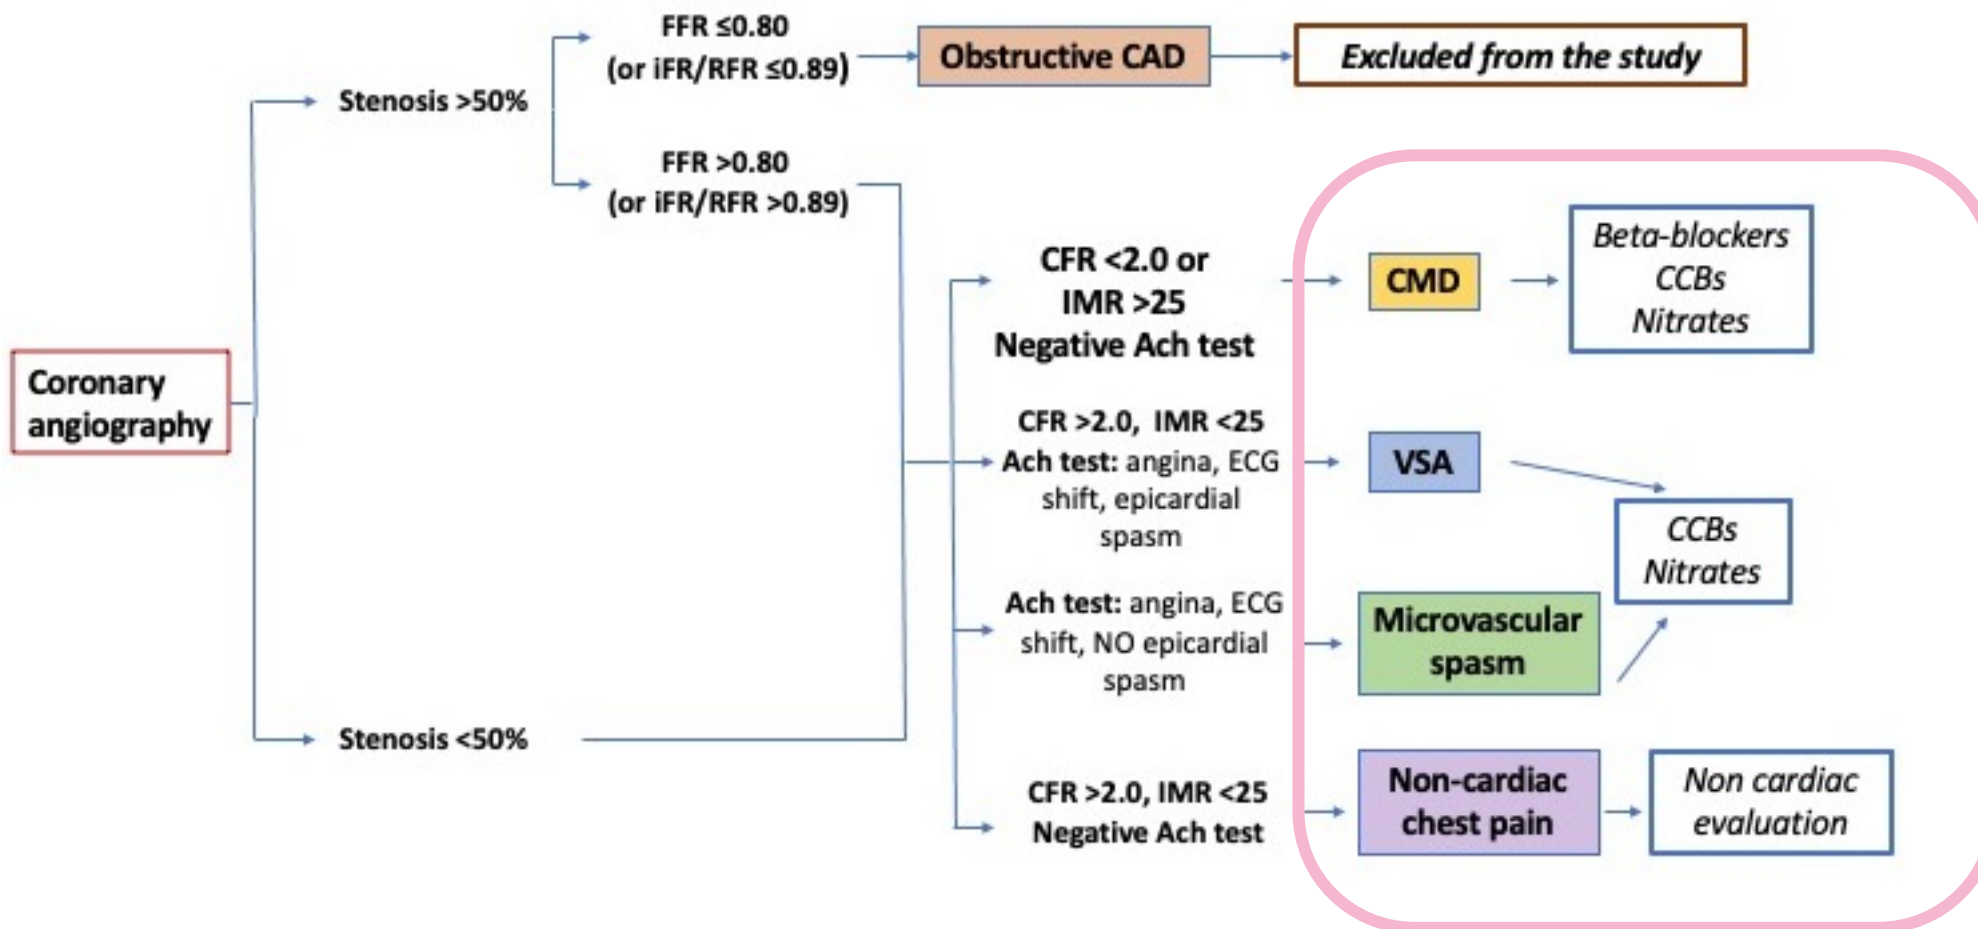 Coronary
angiography
Stenosis >50%
FFR ≤0.80
(or iFR/RFR ≤0.89)
Obstructive CAD
Excluded from the study
FFR >0.80
(or iFR/RFR >0.89)
Stenosis <50%
CFR <2.0 or
IMR >25
Negative Ach test
CMD
Beta-blockers
CCBs
Nitrates
CFR >2.0, IMR <25
Ach test: angina, ECG
shift, epicardial
spasm
VSA
CCBs
Nitrates
Ach test: angina, ECG
shift, NO epicardial
spasm
Microvascular
spasm
CFR >2.0, IMR <25
Negative Ach test
Non-cardiac
chest pain
Non cardiac
evaluation